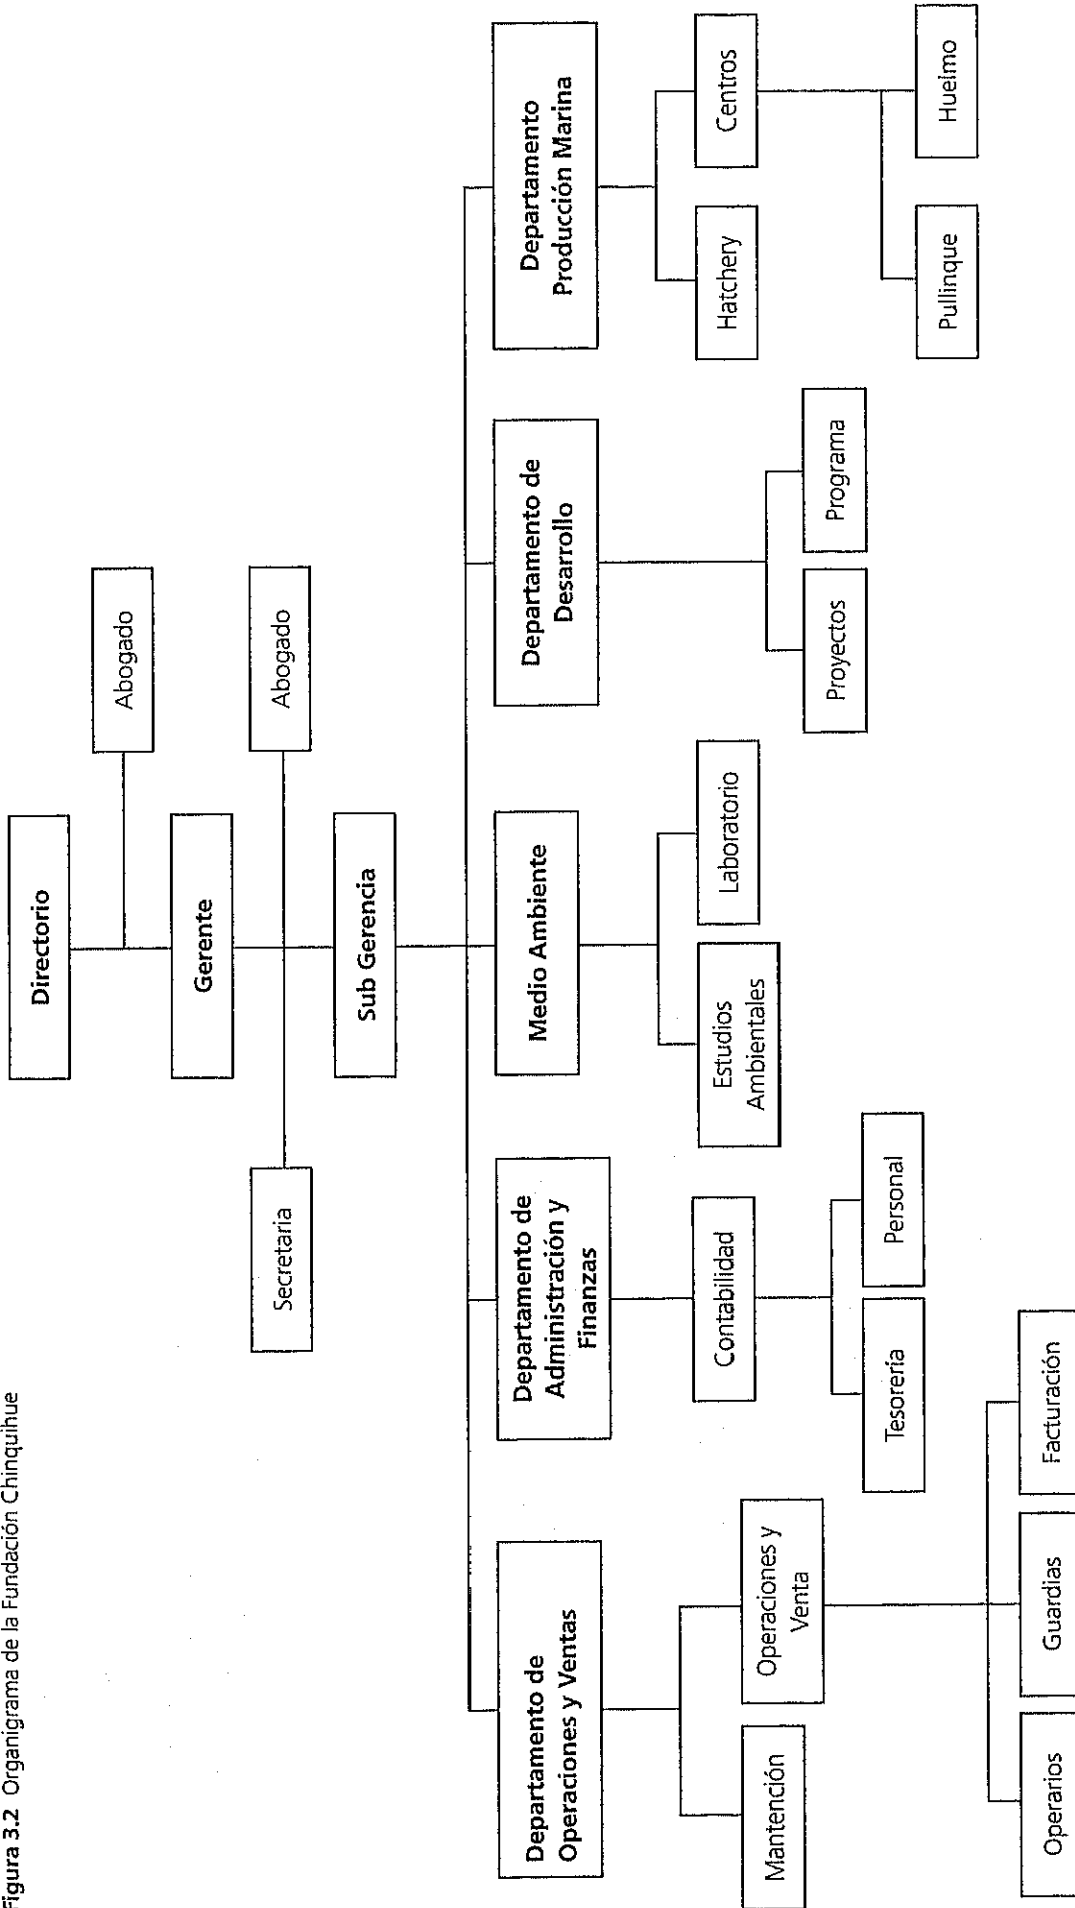 Figura 3.2 Organigrama de la Fundación Chinquihue
Directorio
Abogado
Gerente
Secretaria
Abogado
Sub Gerencia
Departamento de
Operaciones y Ventas
Departamento de
Administración y
Finanzas
Medio Ambiente
Departamento de
Desarrollo
Departamento
Producción Marina
Mantención
Operaciones y
Venta
Contabilidad
Estudios
Ambientales
Laboratorio
Proyectos
Programa
Hatchery
Centros
Tesorería
Personal
Pullinque
Huelmo
Operarios
Guardias
Facturación